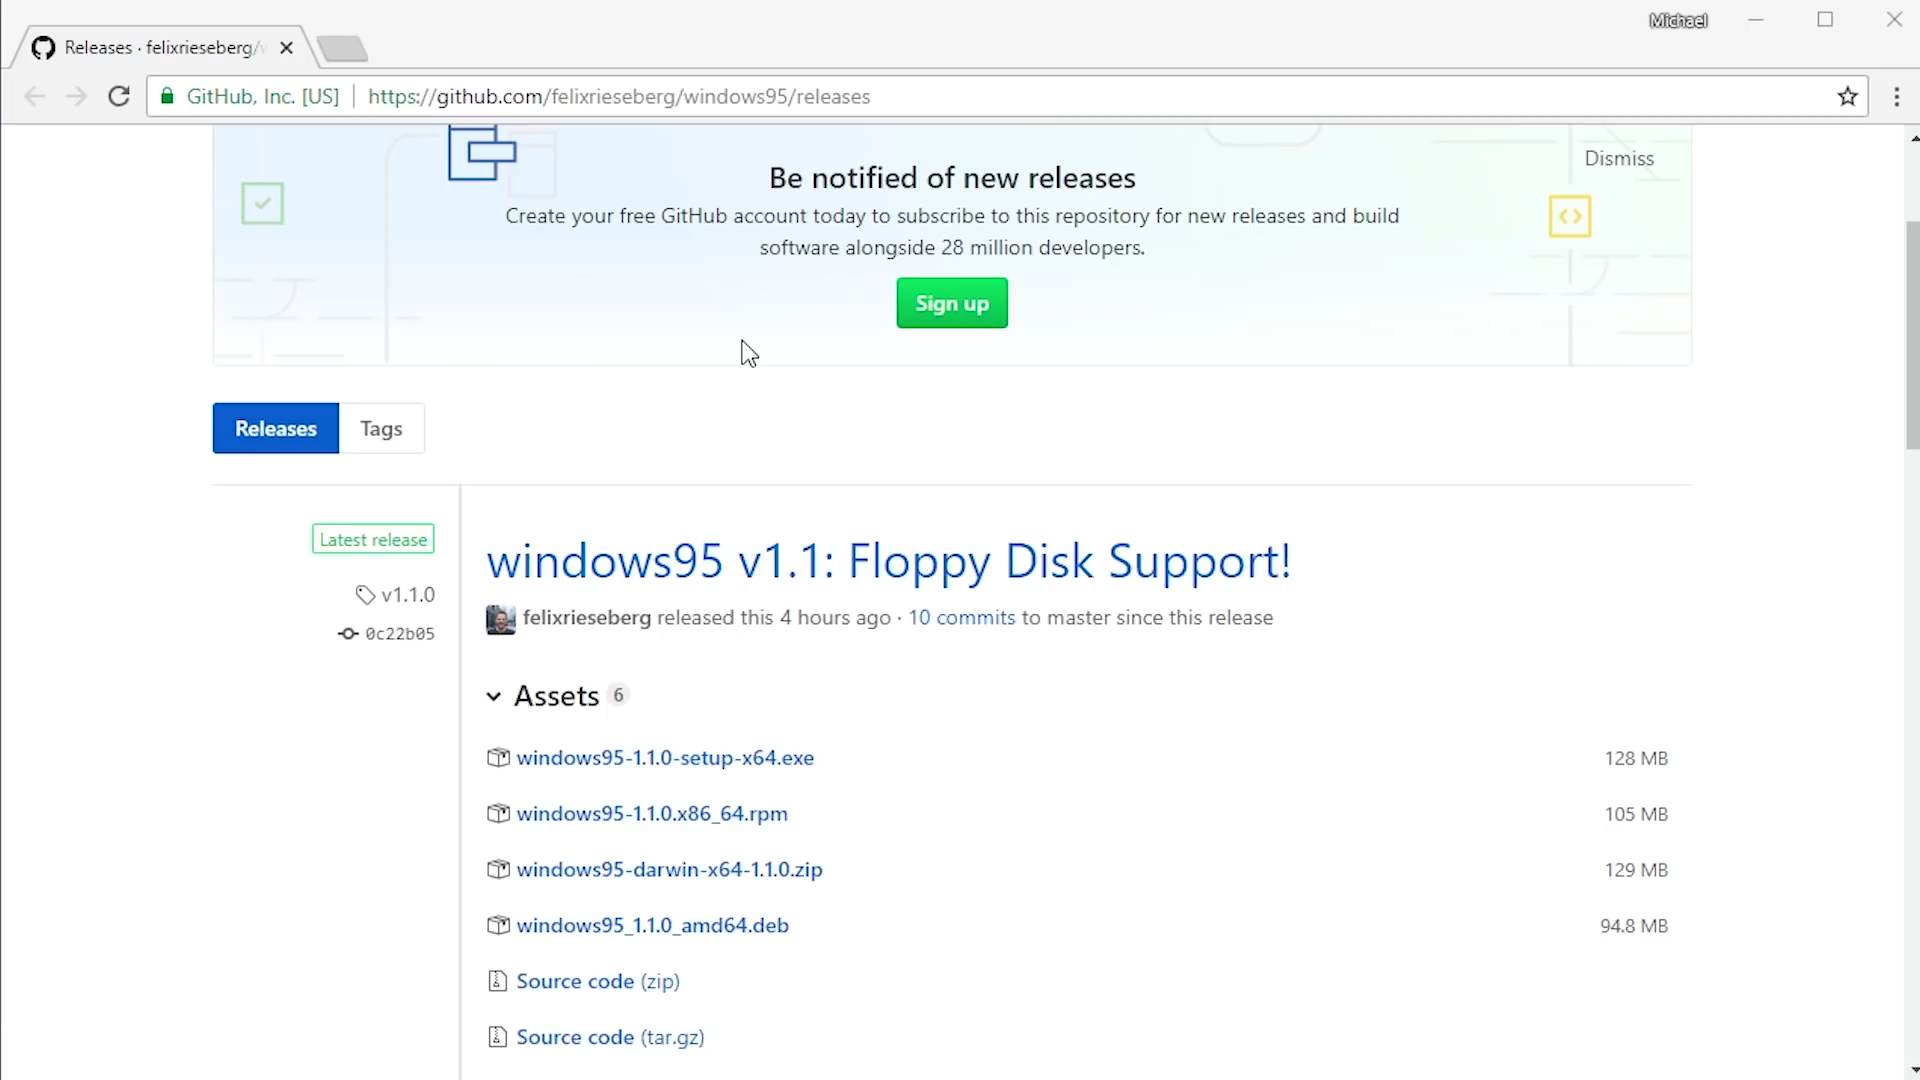 Michael
Releases · felixrieseberg/
GitHub, Inc. [US] | https://github.com/felixrieseberg/windows95/releases
Dismiss
Be notified of new releases
Create your free GitHub account today to subscribe to this repository for new releases and build
software alongside 28 million developers.
Sign up
Releases Tags
Latest release
v1.1.0
0c22b05
windows95 v1.1: Floppy Disk Support!
felixrieseberg released this 4 hours ago · 10 commits to master since this release
Assets 6
windows95-1.1.0-setup-x64.exe 128 MB
windows95-1.1.0.x86_64.rpm 105 MB
windows95-darwin-x64-1.1.0.zip 129 MB
windows95_1.1.0_amd64.deb 94.8 MB
Source code (zip)
Source code (tar.gz)